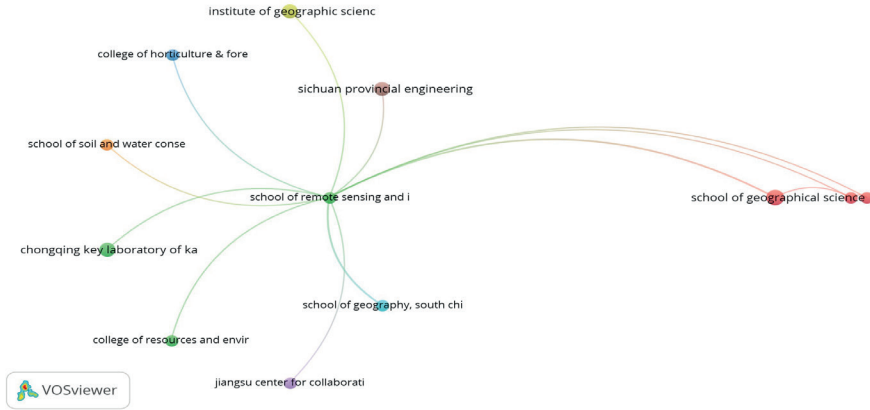 institute of geographic scienc
college of horticulture & fore
sichuan provincial engineering
school of soil and water conse
school of remote sensing and i
school of geographical science
chongqing key laboratory of ka
school of geography, south chi
college of resources and envir
jiangsu center for collaborati
VOSviewer